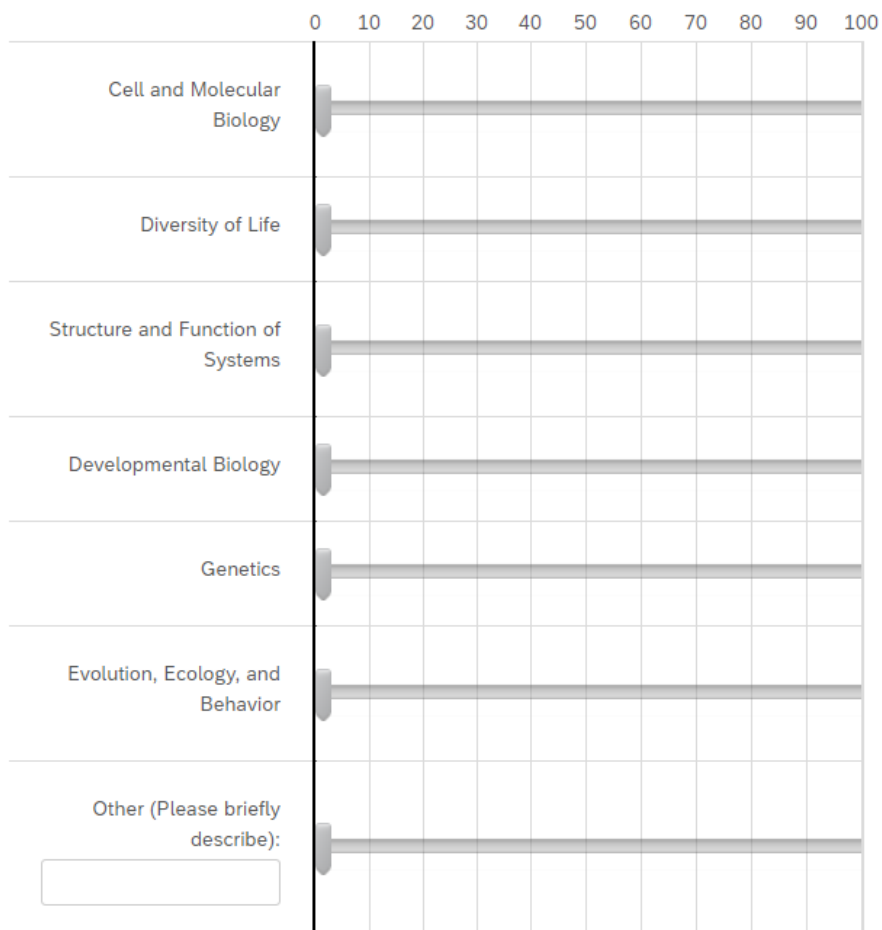 0 10 20 30 40 50 60 70 80 90 100
Cell and Molecular
Biology
Diversity of Life
Structure and Function of
Systems
Developmental Biology
Genetics
Evolution, Ecology, and
Behavior
Other (Please briefly
describe):